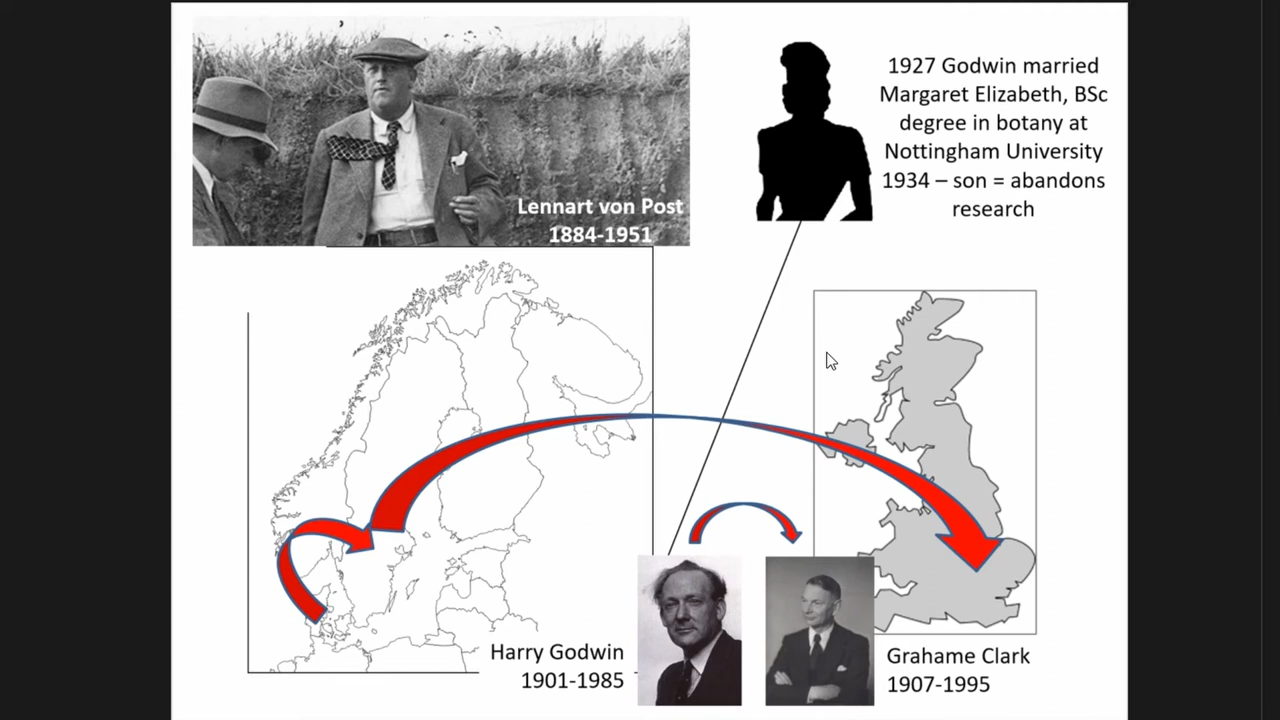 Lennart von Post
1884-1951
1927 Godwin married
Margaret Elizabeth, BSc
degree in botany at
Nottingham University
1934 – son = abandons
research
Harry Godwin
1901-1985
Grahame Clark
1907-1995